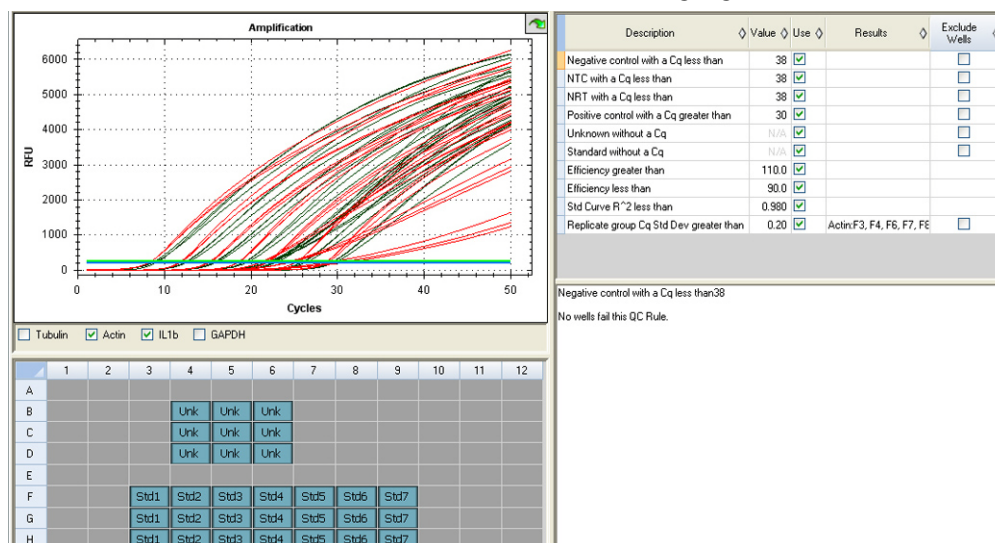 Amplification
6000
5000
4000
3000
2000
1000
0
RFU
0 10 20 30 40 50
Cycles
Tubulin Actin IL1b GAPDH
1 2 3 4 5 6 7 8 9 10 11 12
A
B Unk Unk Unk
C Unk Unk Unk
D Unk Unk Unk
E
F Std1 Std2 Std3 Std4 Std5 Std6 Std7
G Std1 Std2 Std3 Std4 Std5 Std6 Std7
H Std1 Std2 Std3 Std4 Std5 Std6 Std7
Description Value Use Results Exclude Wells
Negative control with a Cq less than 38
NTC with a Cq less than 38
NRT with a Cq less than 38
Positive control with a Cq greater than 30
Unknown without a Cq N/A
Standard without a Cq N/A
Efficiency greater than 110.0
Efficiency less than 90.0
Std Curve R^2 less than 0.980
Replicate group Cq Std Dev greater than 0.20 Actin:F3, F4, F6, F7, F8
Negative control with a Cq less than38
No wells fail this QC Rule.